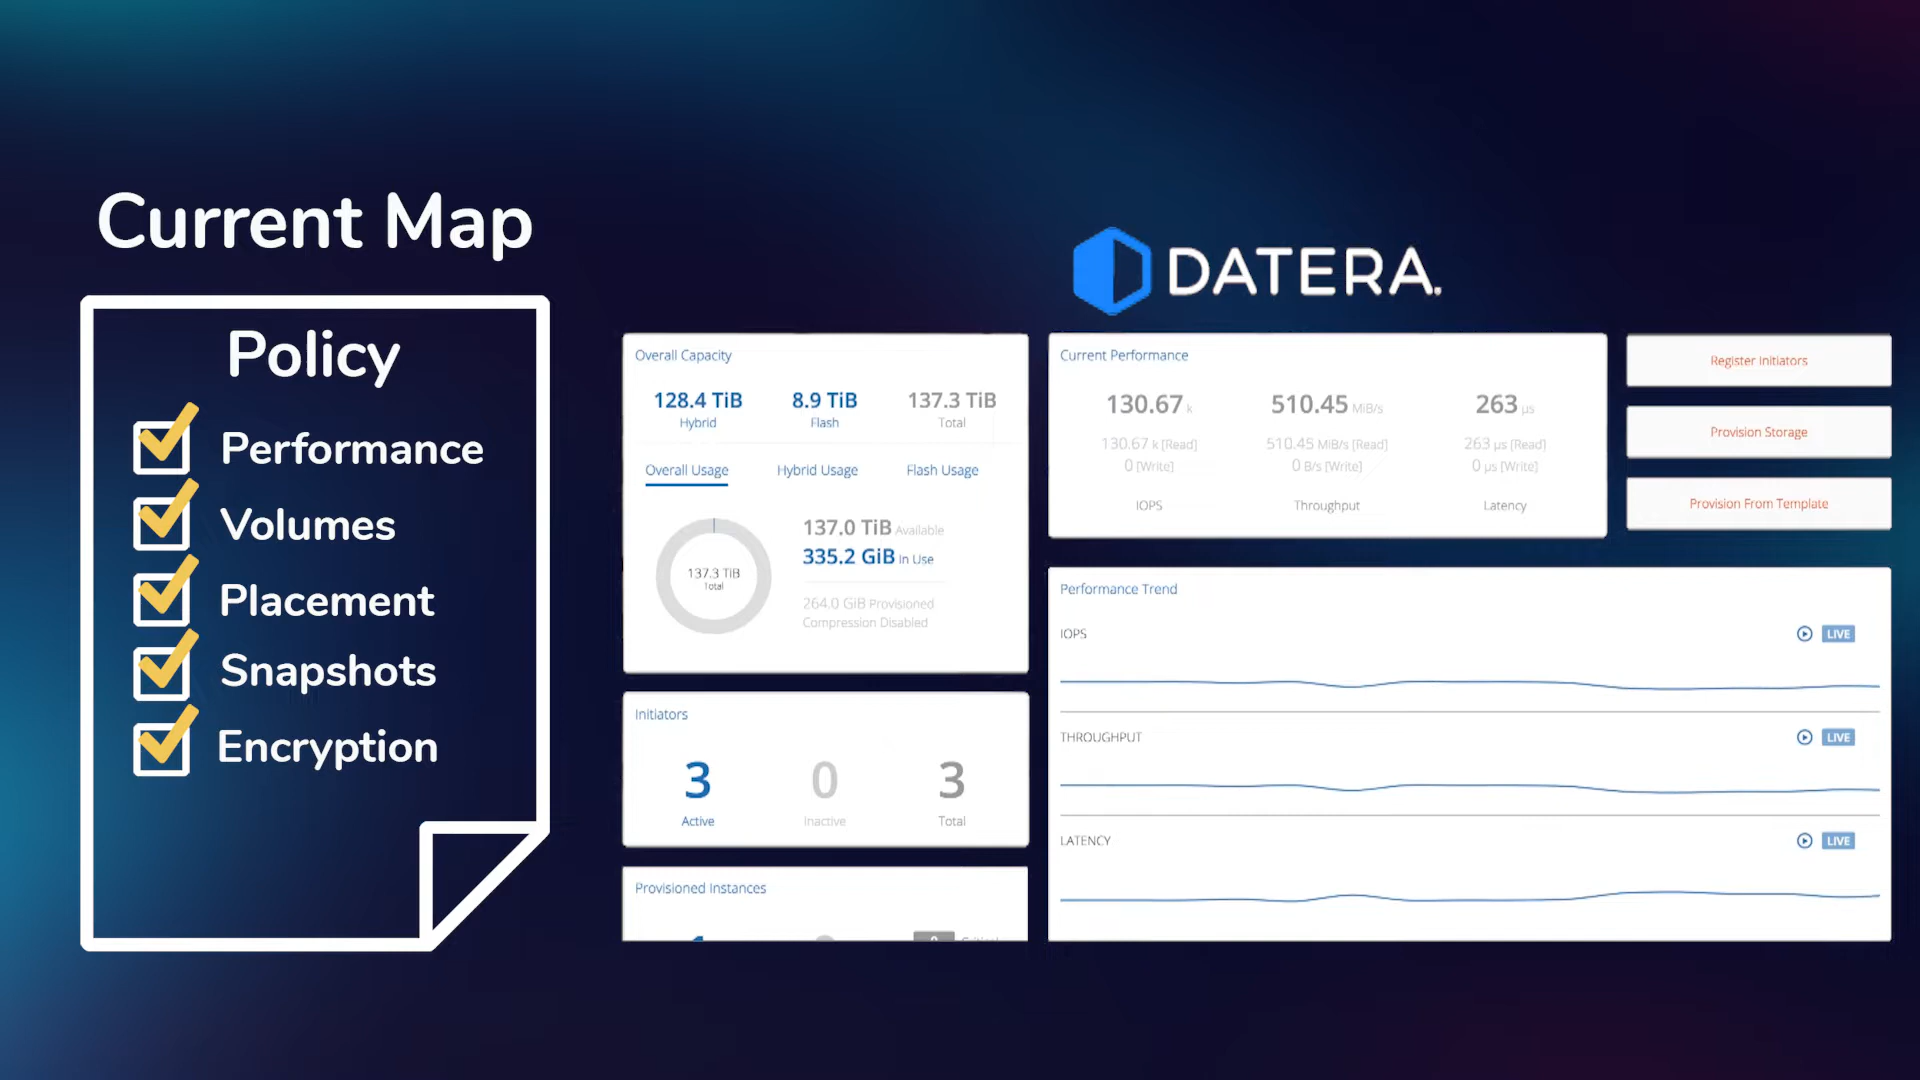 Current Map
Policy
Performance
Volumes
Placement
Snapshots
Encryption
DATERA.
Overall Capacity
128.4 TiB 8.9 TiB 137.3 TiB
Hybrid Flash Total
Overall Usage Hybrid Usage Flash Usage
137.3 TiB
Total
137.0 TiB Available
335.2 GiB In Use
264.0 GiB Provisioned
Compression Disabled
Initiators
3 0 3
Active Inactive Total
Provisioned Instances
Current Performance
130.67 k 510.45 MiB/s 263 µs
130.67 k [Read] 510.45 MiB/s [Read] 263 µs [Read]
0 [Write] 0 B/s [Write] 0 µs [Write]
IOPS Throughput Latency
Register Initiators
Provision Storage
Provision From Template
Performance Trend
IOPS LIVE
THROUGHPUT LIVE
LATENCY LIVE